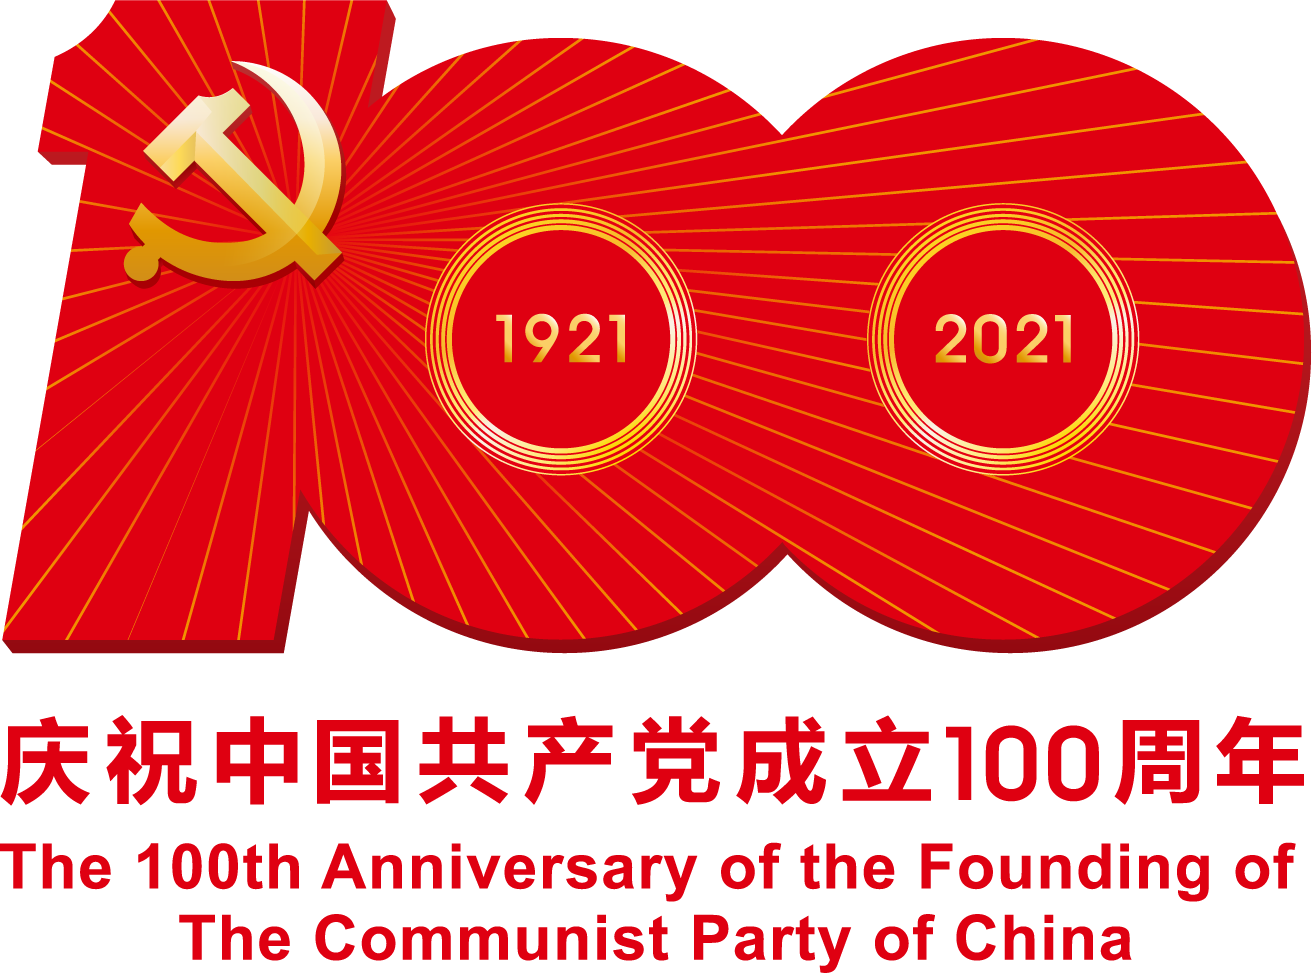 100
1921
2021
庆祝中国共产党成立100周年
The 100th Anniversary of the Founding of
The Communist Party of China